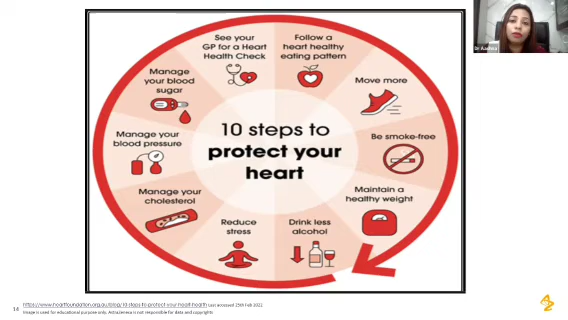 See your
GP for a Heart
Health Check
Follow a
heart healthy
eating pattern
Move more
Be smoke-free
Maintain a
healthy weight
Drink less
alcohol
Reduce
stress
Manage your
cholesterol
Manage your
blood pressure
Manage
your blood
sugar
10 steps to
protect your
heart
14
https://www.heartfoundation.org.au/blog/10-steps-to-protect-your-heart-health Last accessed 25th Feb 2022
Image is used for educational purpose only, AstraZeneca is not responsible for data and copyrights